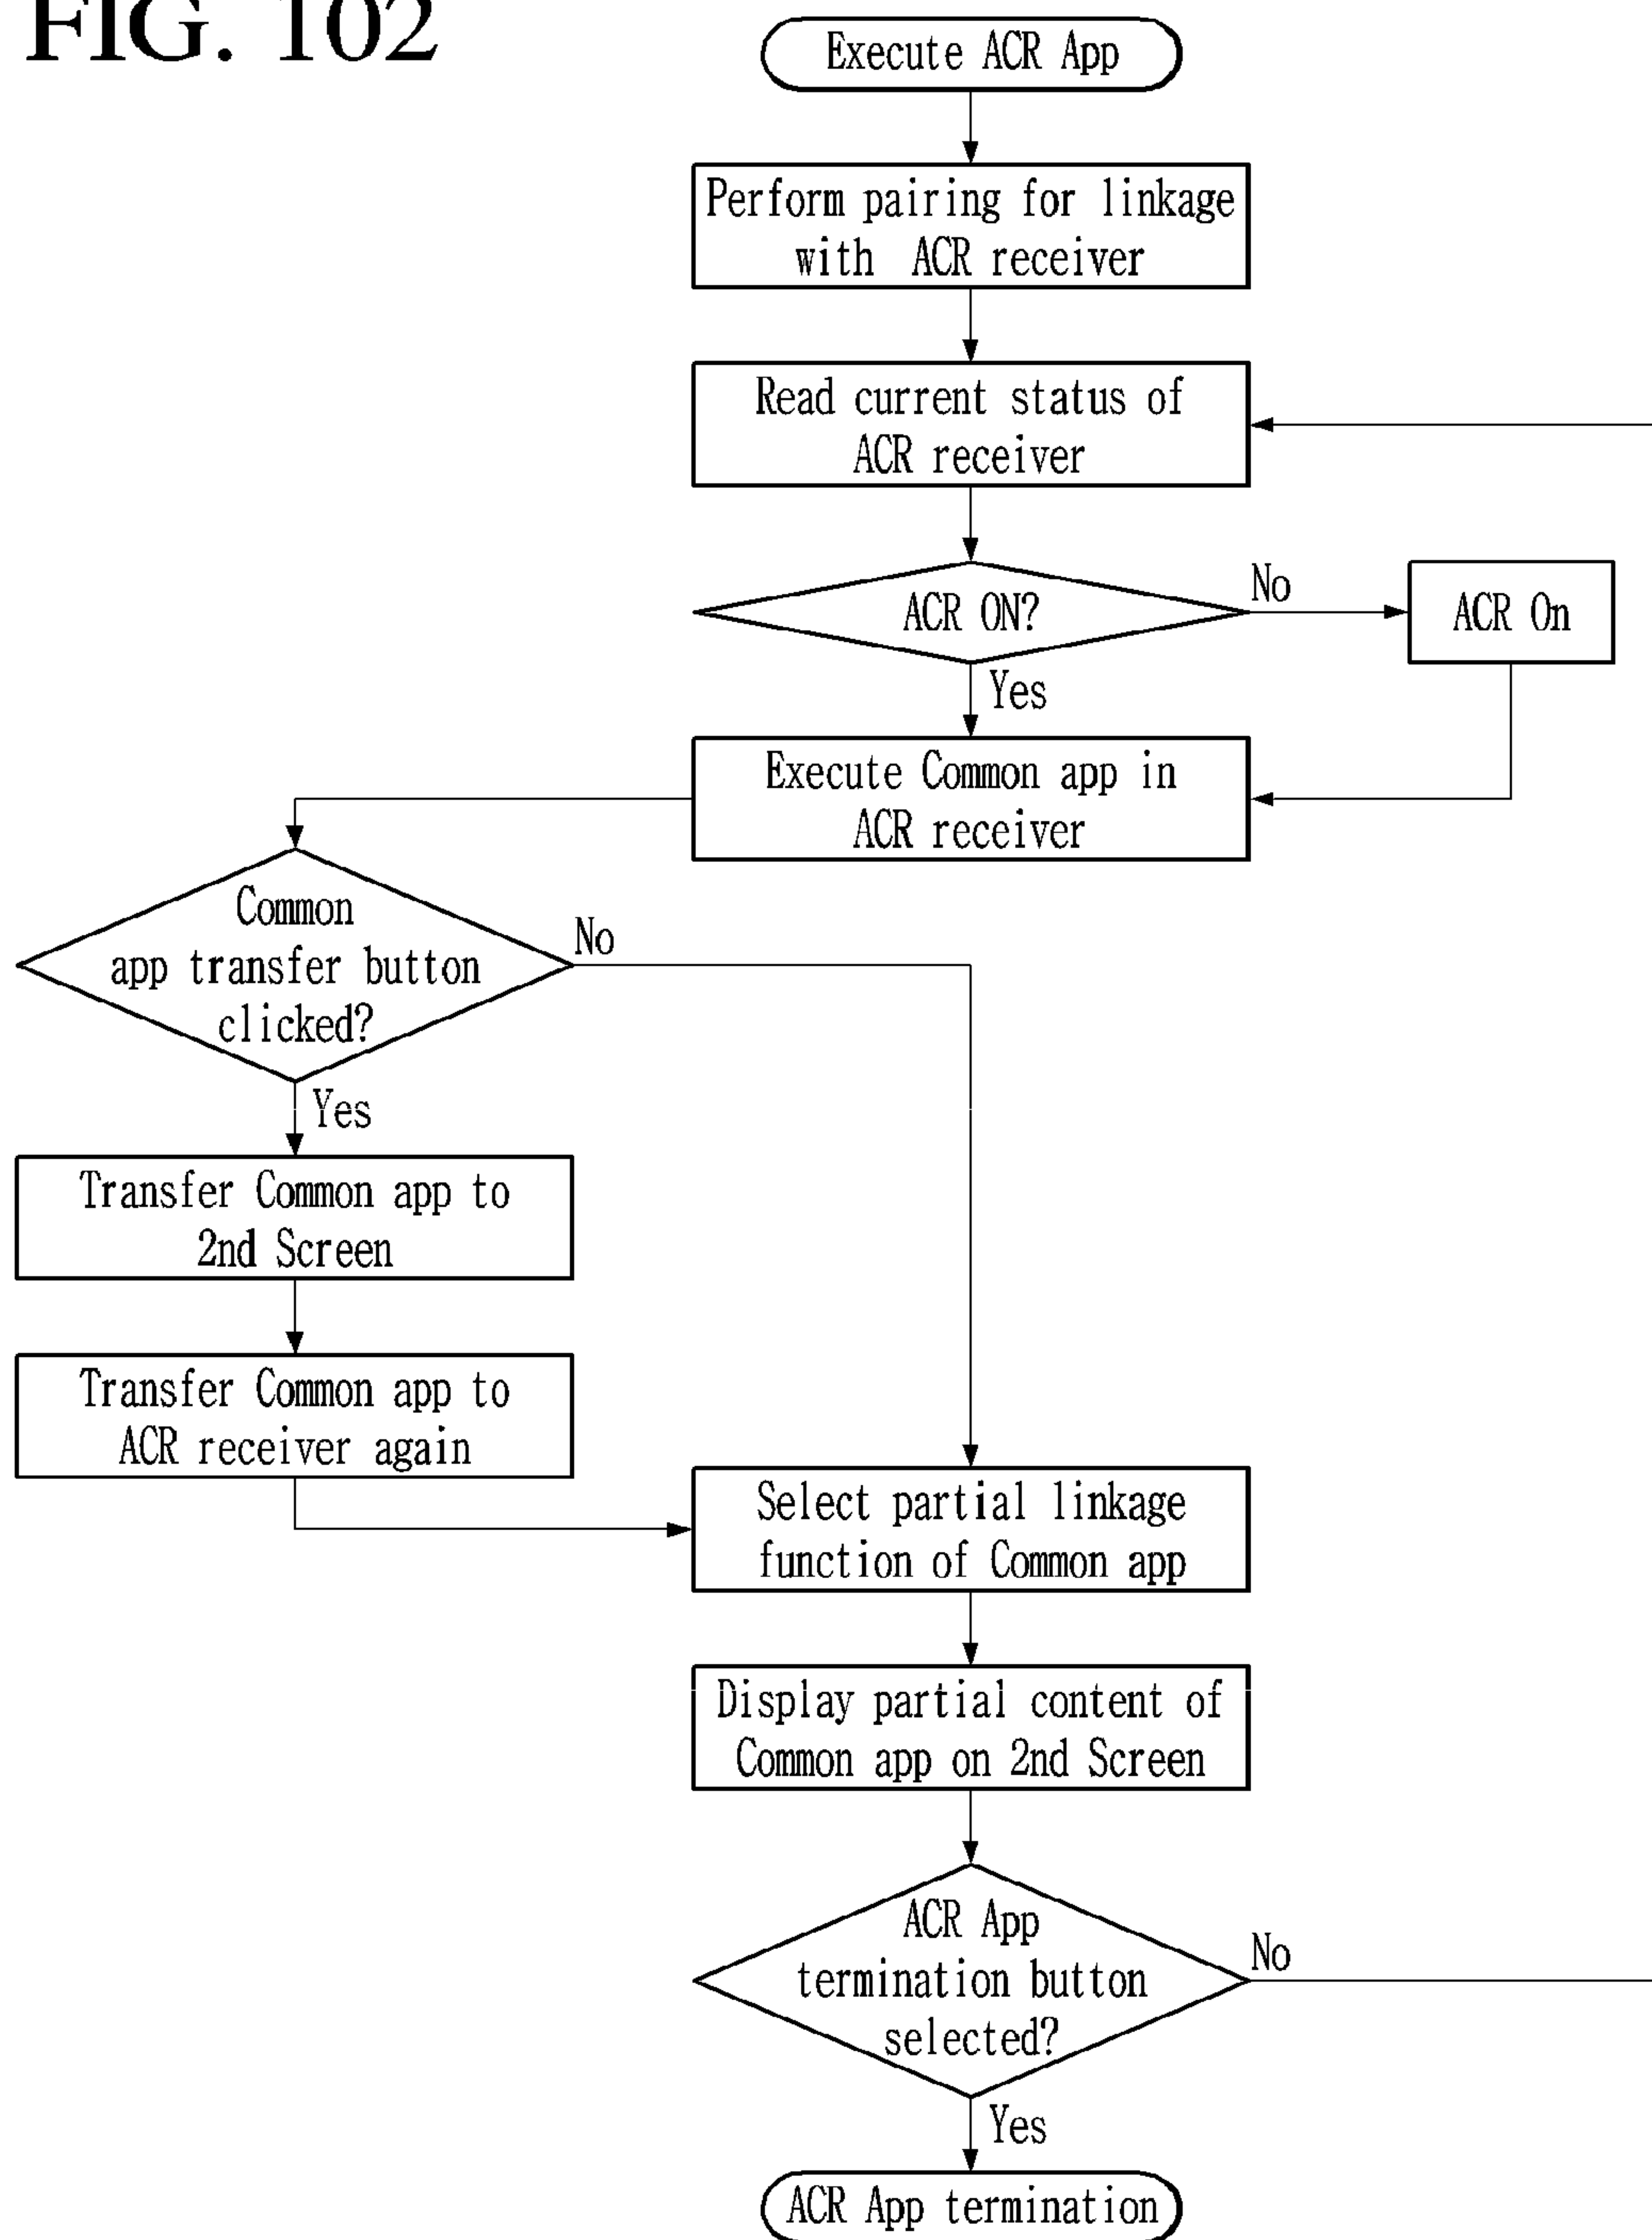 FIG. 102
Execute ACR App
Perform pairing for linkage
with ACR receiver
Read current status of
ACR receiver
ACR ON?
No
ACR On
Yes
Execute Common app in
ACR receiver
Common
app transfer button
clicked?
No
Yes
Transfer Common app to
2nd Screen
Transfer Common app to
ACR receiver again
Select partial linkage
function of Common app
Display partial content of
Common app on 2nd Screen
ACR App
termination button
selected?
No
Yes
ACR App termination